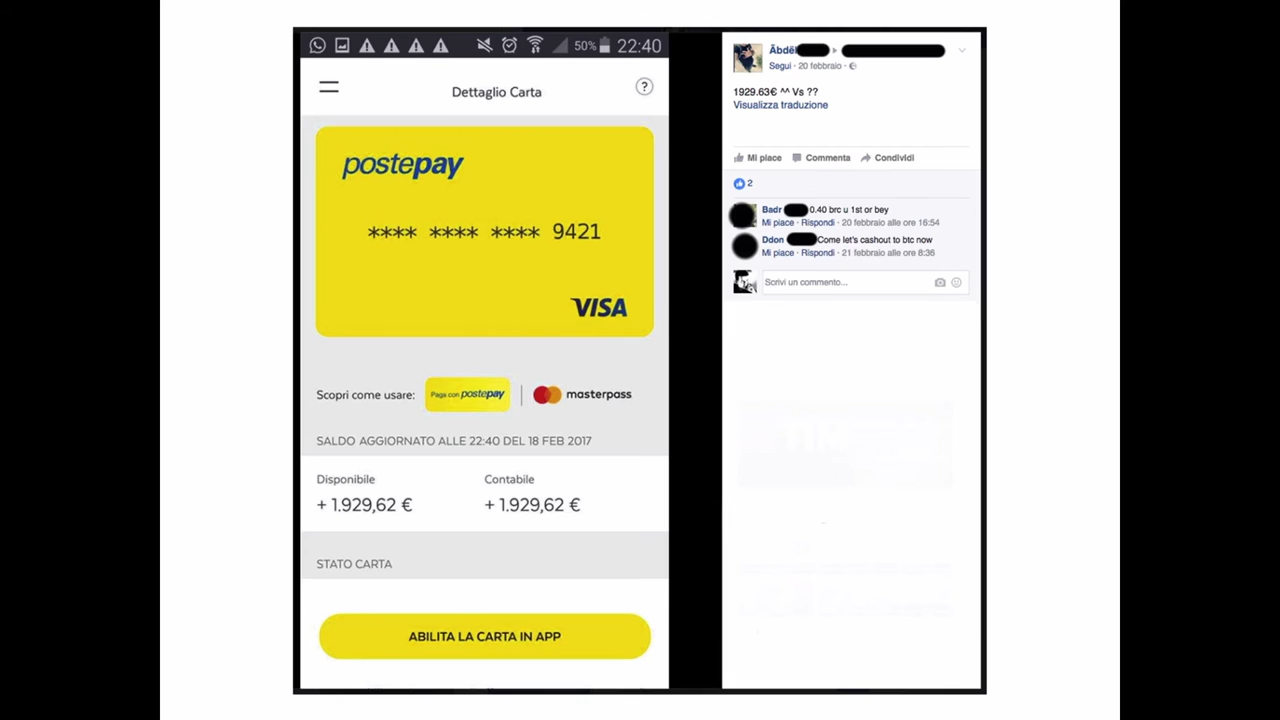 50% 22:40
Dettaglio Carta
?
postepay
**** **** **** 9421
VISA
Scopri come usare: Paga con postepay | masterpass
SALDO AGGIORNATO ALLE 22:40 DEL 18 FEB 2017
Disponibile Contabile
+ 1.929,62 € + 1.929,62 €
STATO CARTA
ABILITA LA CARTA IN APP
Ãbdël
Segui · 20 febbraio ·
1929.63€ ^^ Vs ??
Visualizza traduzione
Mi piace Commenta Condividi
2
Badr 0.40 brc u 1st or bey
Mi piace · Rispondi · 20 febbraio alle ore 16:54
Ddon Come let's cashout to btc now
Mi piace · Rispondi · 21 febbraio alle ore 8:36
Scrivi un commento...